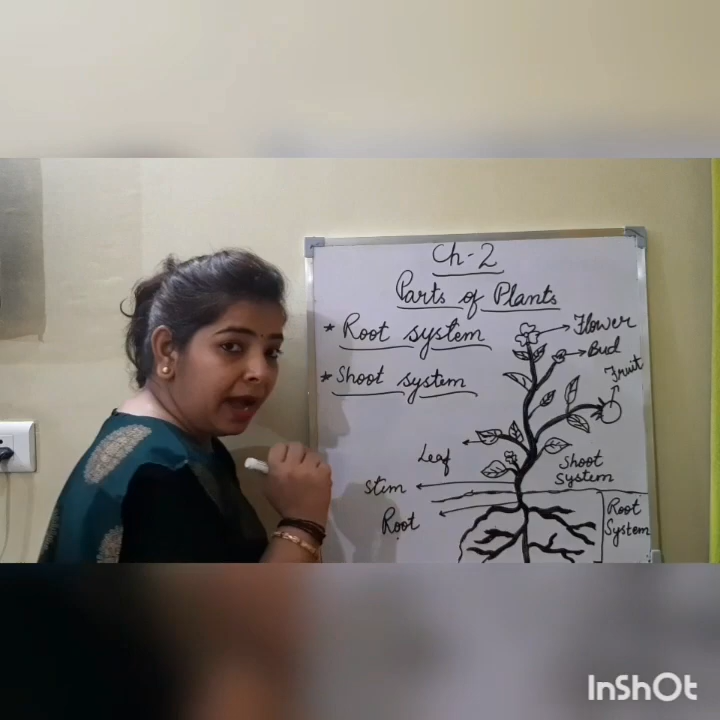 Ch-2
Parts of Plants
* Root system
* Shoot system
Flower
Bud
Fruit
Leaf
Shoot
System
Stem
Root
Root
System
InShOt